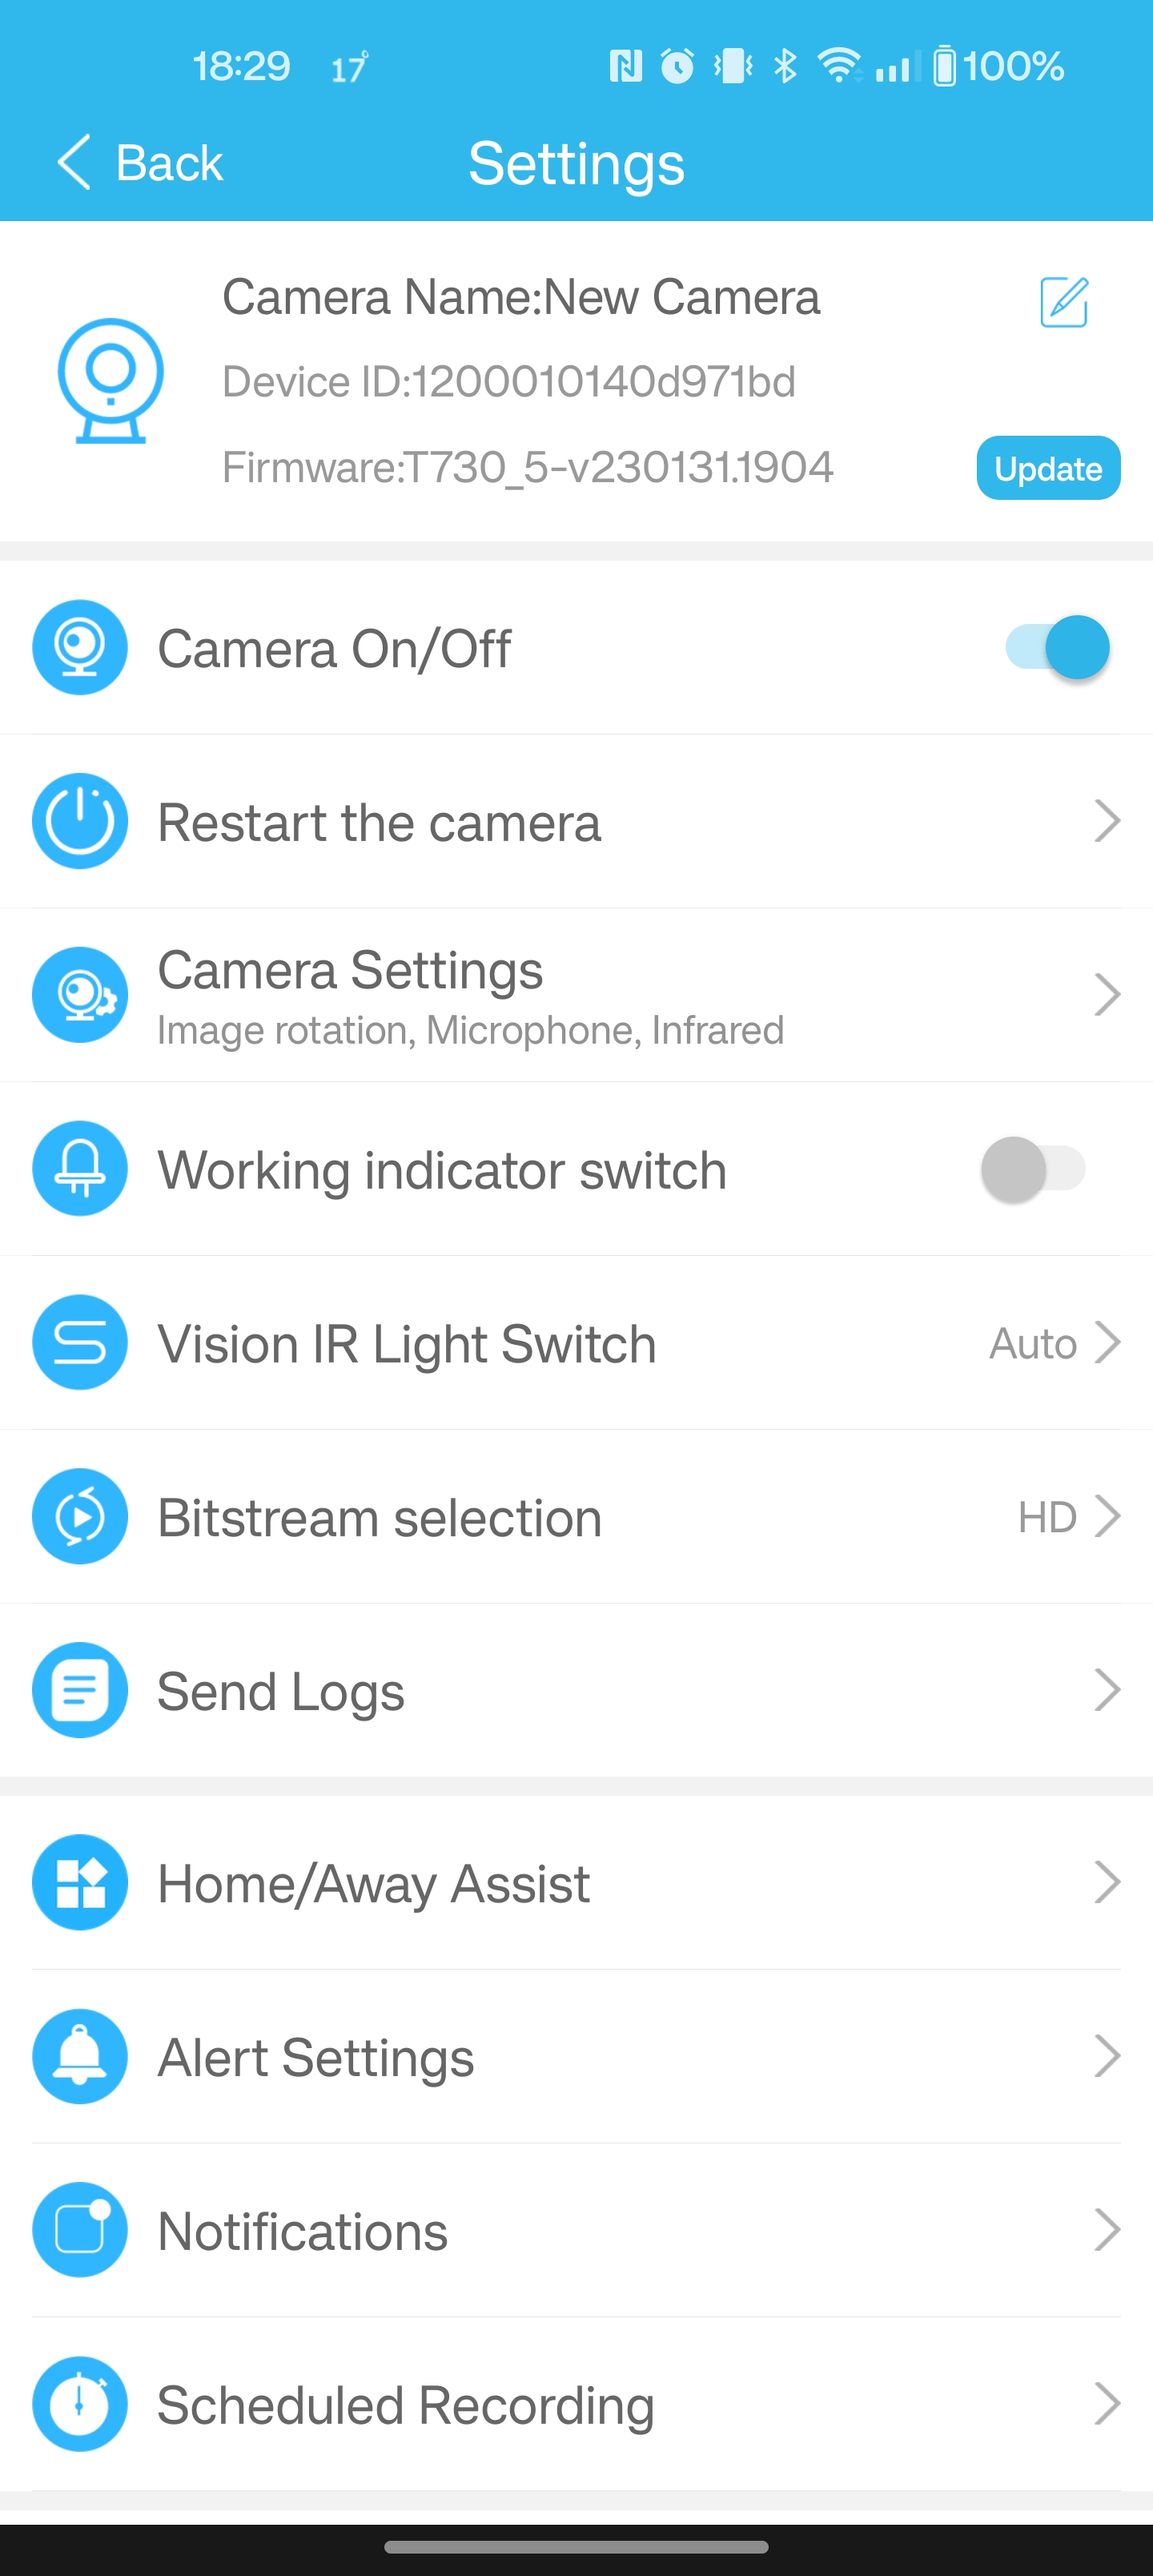 18:29 17° 100%
Back Settings
Camera Name:New Camera
Device ID:1200010140d971bd
Firmware:T730_5-v230131.1904 Update
Camera On/Off
Restart the camera
Camera Settings
Image rotation, Microphone, Infrared
Working indicator switch
Vision IR Light Switch Auto
Bitstream selection HD
Send Logs
Home/Away Assist
Alert Settings
Notifications
Scheduled Recording